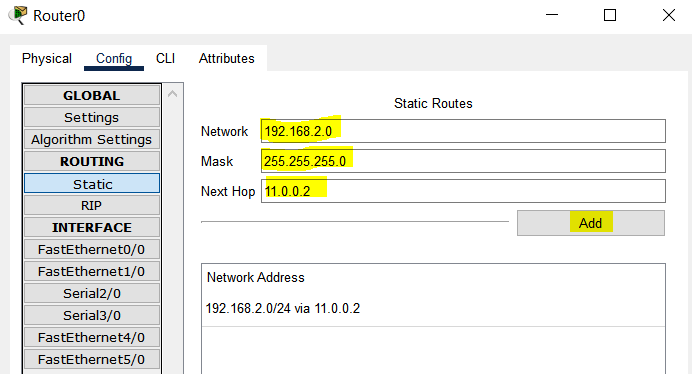 Router0
Physical Config CLI Attributes
GLOBAL
Settings
Algorithm Settings
ROUTING
Static
RIP
INTERFACE
FastEthernet0/0
FastEthernet1/0
Serial2/0
Serial3/0
FastEthernet4/0
FastEthernet5/0
Static Routes
Network 192.168.2.0
Mask 255.255.255.0
Next Hop 11.0.0.2
Add
Network Address
192.168.2.0/24 via 11.0.0.2